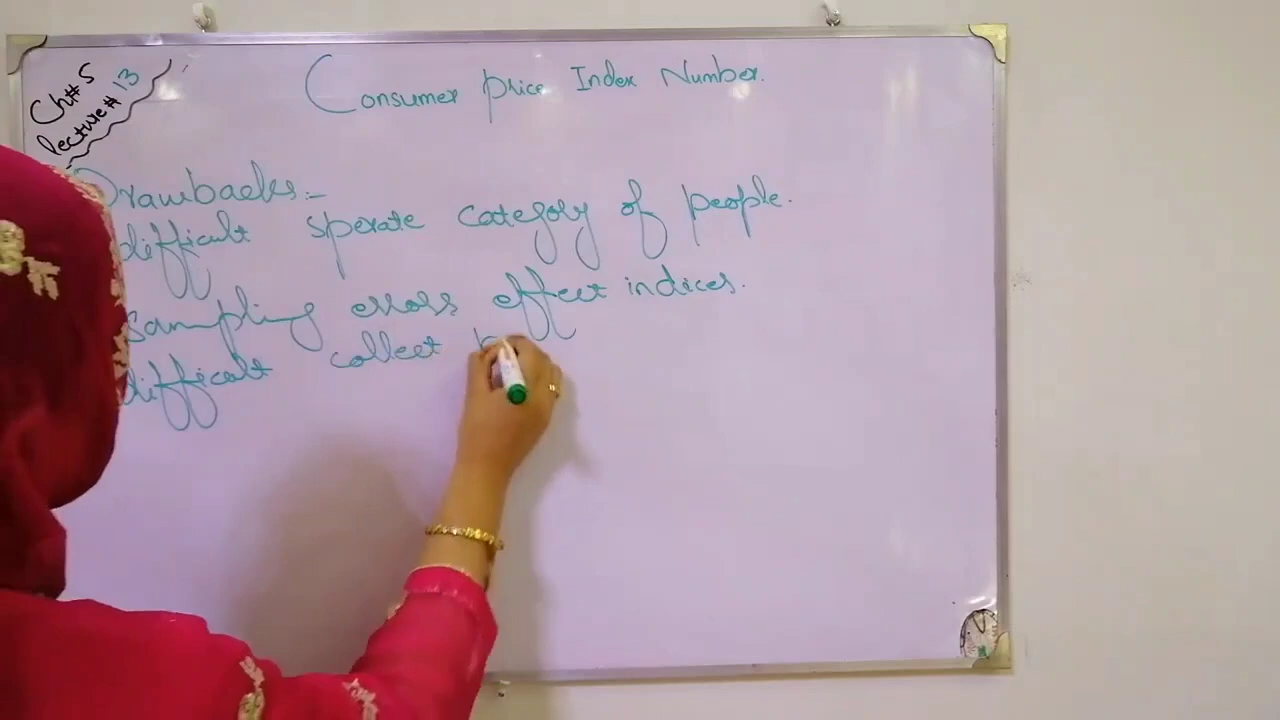 Ch# 5
lecture# 13
Consumer price Index Number.
Drawbacks:-
difficult sperate category of people.
Sampling errors effect indices.
difficult collect